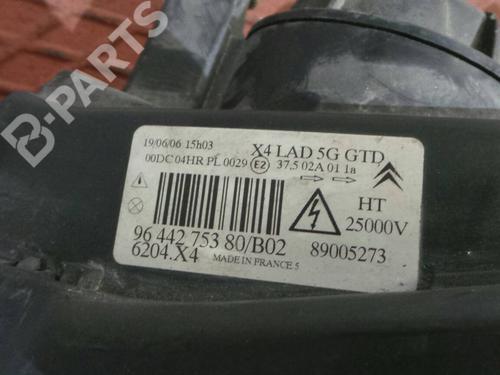 B-PARTS
19/06/06 15h03
X4 LAD 5G GTD
00DC 04HR PL 0029 E2 37,5 02A 01 1a
HT
25000V
96 442 753 80/B02
89005273
6204.X4
MADE IN FRANCE 5